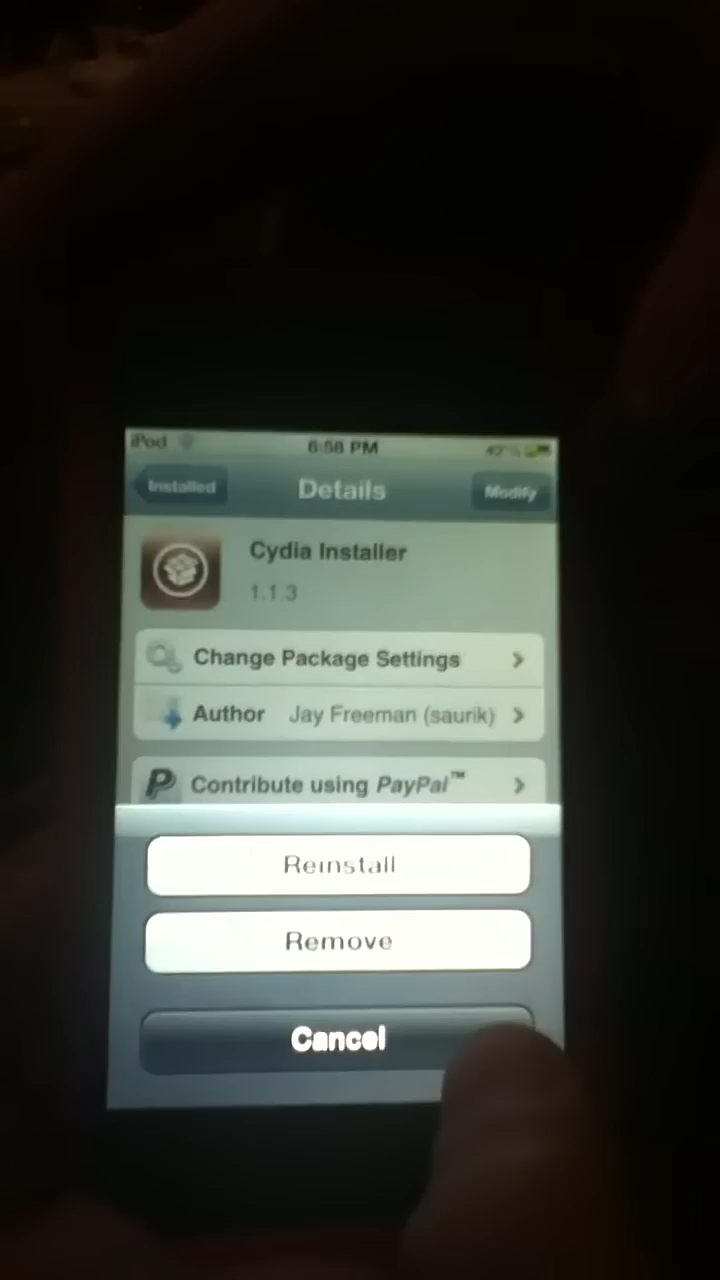 iPod 6:58 PM
Installed Details Modify
Cydia Installer
1.1.3
Change Package Settings
Author Jay Freeman (saurik)
P Contribute using PayPal™
Reinstall
Remove
Cancel